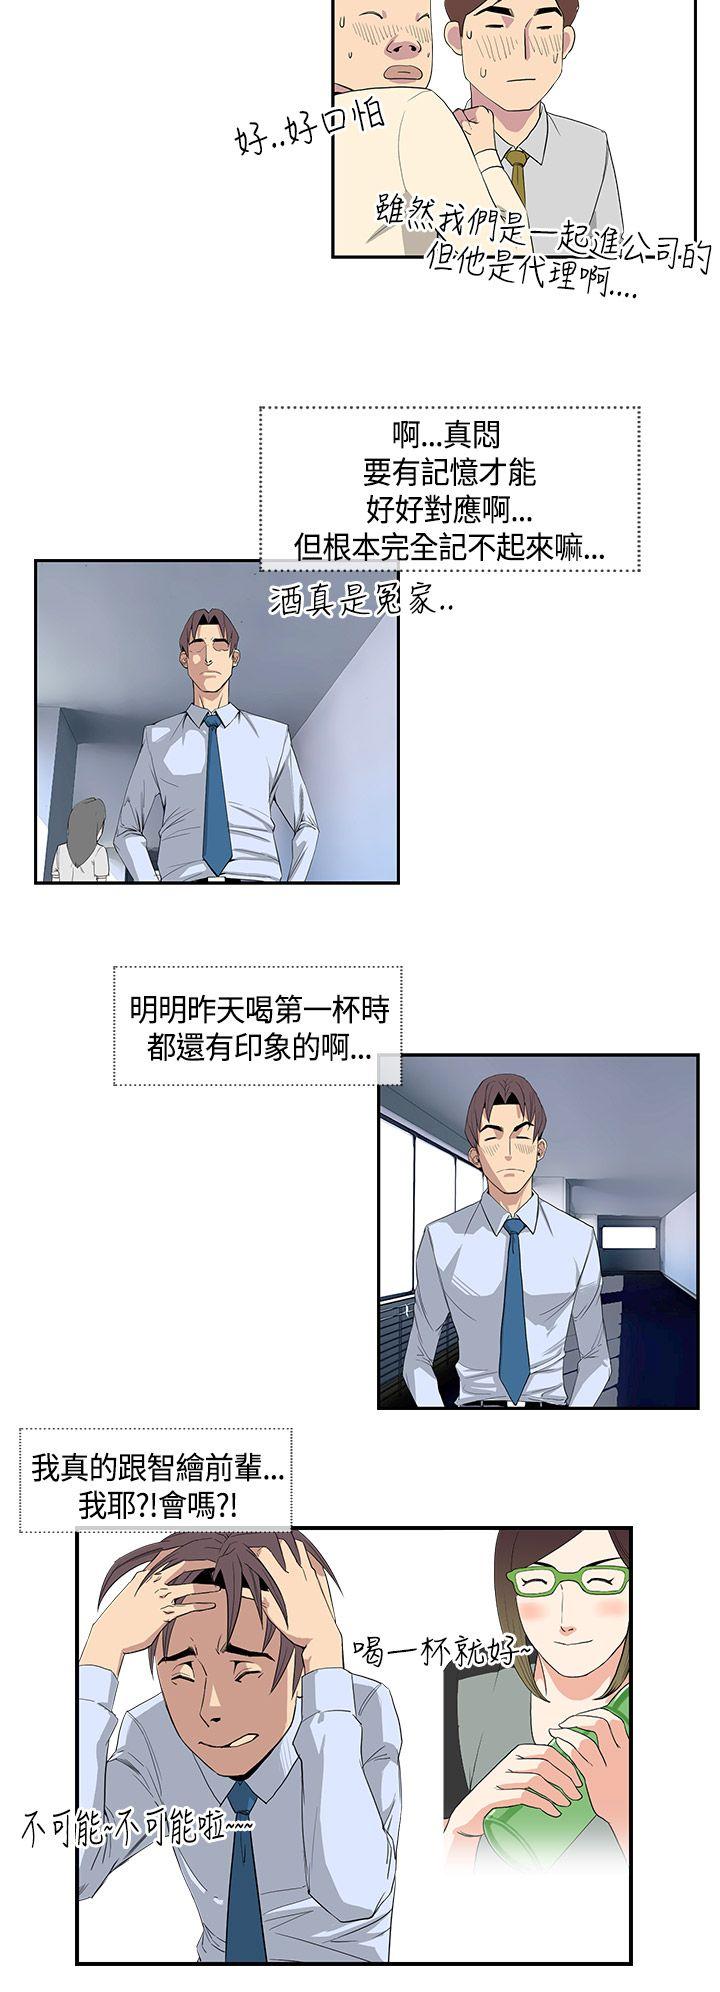 好..好口怕
雖然我們是一起進公司的
但他是代理啊....
啊...真悶
要有記憶才能
好好對應啊...
但根本完全記不起來嘛...
酒真是冤家..
明明昨天喝第一杯時
都還有印象的啊...
我真的跟智繪前輩...
我耶?!會嗎?!
喝一杯就好~
不可能~不可能啦~~~